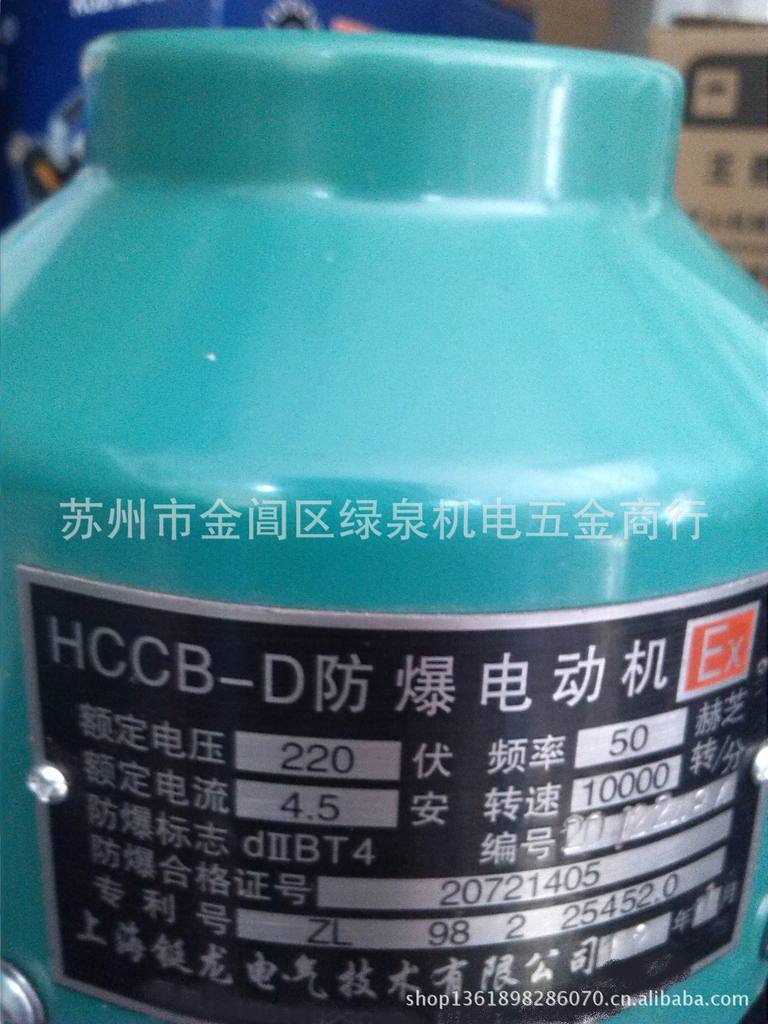 苏州市金阊区绿泉机电五金商行
HCCB-D防爆电动机 Ex
额定电压 220 伏 频率 50 赫芝
额定电流 4.5 安 转速 10000 转/分
防爆标志 dⅡBT4 编号
防爆合格证号 20721405
专利号 ZL 98 2 25452.0
上海铤龙电气技术有限公司 年 月
shop1361898286070.cn.alibaba.com